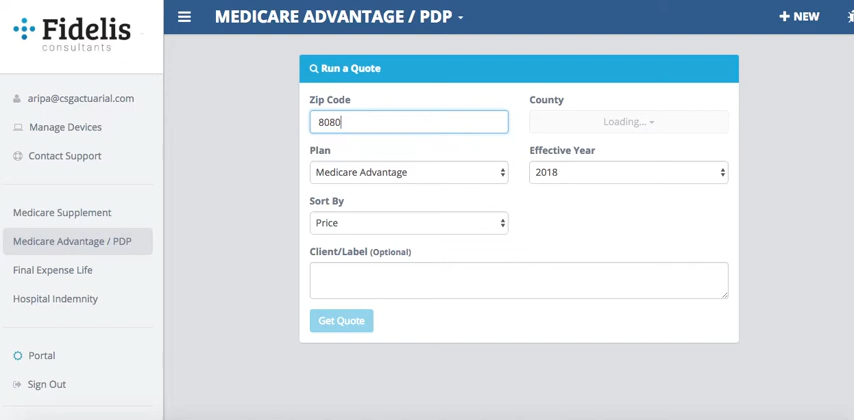 Fidelis
consultants
aripa@csgactuarial.com
Manage Devices
Contact Support
Medicare Supplement
Medicare Advantage / PDP
Final Expense Life
Hospital Indemnity
Portal
Sign Out
MEDICARE ADVANTAGE / PDP
+ NEW
Run a Quote
Zip Code
County
8080
Loading...
Plan
Effective Year
Medicare Advantage
2018
Sort By
Price
Client/Label (Optional)
Get Quote